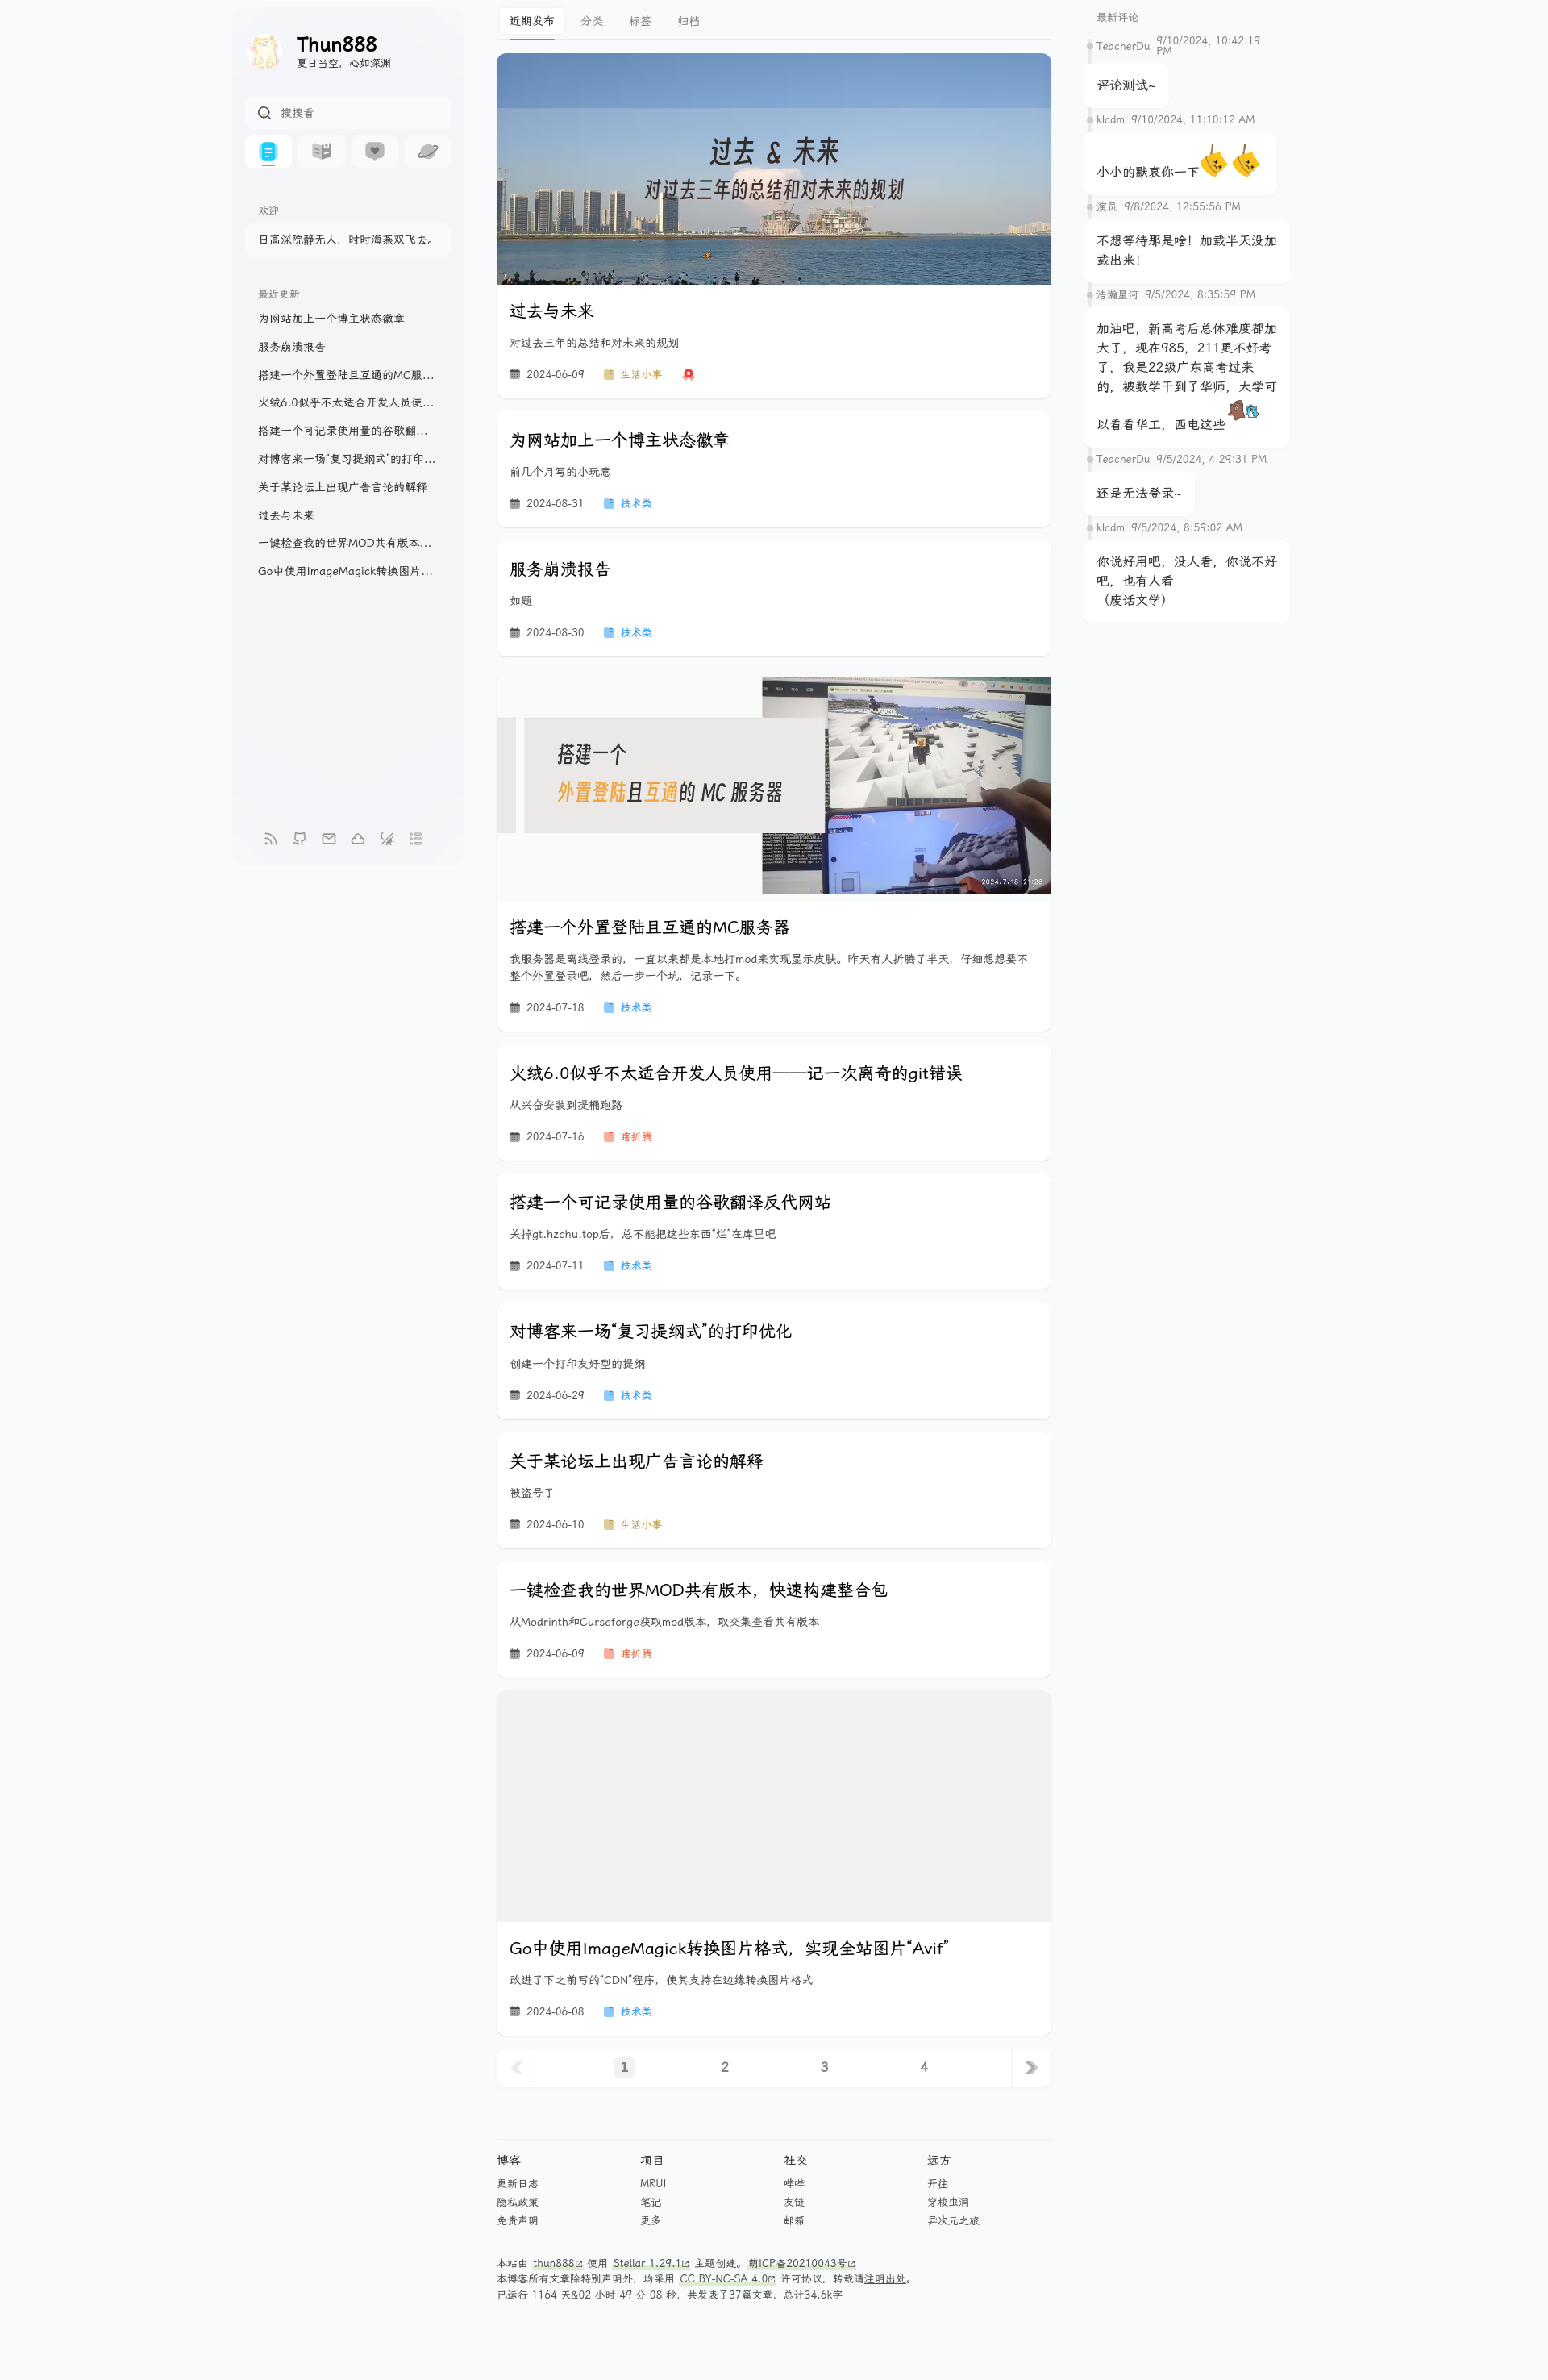 Thun888
夏日当空，心如深渊
搜搜看
欢迎
日高深院静无人，时时海燕双飞去。
最近更新
为网站加上一个博主状态徽章
服务崩溃报告
搭建一个外置登陆且互通的MC服...
火绒6.0似乎不太适合开发人员使...
搭建一个可记录使用量的谷歌翻...
对博客来一场“复习提纲式”的打印...
关于某论坛上出现广告言论的解释
过去与未来
一键检查我的世界MOD共有版本...
Go中使用ImageMagick转换图片...
近期发布 分类 标签 归档
过去 & 未来
对过去三年的总结和对未来的规划
过去与未来
对过去三年的总结和对未来的规划
2024-06-09 生活小事
为网站加上一个博主状态徽章
前几个月写的小玩意
2024-08-31 技术类
服务崩溃报告
如题
2024-08-30 技术类
搭建一个
外置登陆且互通的 MC 服务器
2024/7/18 21:28
搭建一个外置登陆且互通的MC服务器
我服务器是离线登录的，一直以来都是本地打mod来实现显示皮肤。昨天有人折腾了半天，仔细想想要不
整个外置登录吧，然后一步一个坑，记录一下。
2024-07-18 技术类
火绒6.0似乎不太适合开发人员使用——记一次离奇的git错误
从兴奋安装到提桶跑路
2024-07-16 瞎折腾
搭建一个可记录使用量的谷歌翻译反代网站
关掉gt.hzchu.top后，总不能把这些东西“烂”在库里吧
2024-07-11 技术类
对博客来一场“复习提纲式”的打印优化
创建一个打印友好型的提纲
2024-06-29 技术类
关于某论坛上出现广告言论的解释
被盗号了
2024-06-10 生活小事
一键检查我的世界MOD共有版本，快速构建整合包
从Modrinth和Curseforge获取mod版本，取交集查看共有版本
2024-06-09 瞎折腾
Go中使用ImageMagick转换图片格式，实现全站图片“Avif”
改进了下之前写的“CDN”程序，使其支持在边缘转换图片格式
2024-06-08 技术类
1 2 3 4
博客 项目 社交 远方
更新日志 MRUI 哔哔 开往
隐私政策 笔记 友链 穿梭虫洞
免责声明 更多 邮箱 异次元之旅
本站由 thun888 使用 Stellar 1.29.1 主题创建。萌ICP备20210043号
本博客所有文章除特别声明外，均采用 CC BY-NC-SA 4.0 许可协议，转载请注明出处。
已运行 1164 天&02 小时 49 分 08 秒，共发表了37篇文章，总计34.6k字
最新评论
TeacherDu 9/10/2024, 10:42:19
PM
评论测试~
klcdm 9/10/2024, 11:10:12 AM
小小的默哀你一下
演员 9/8/2024, 12:55:56 PM
不想等待那是啥！加载半天没加
载出来！
浩瀚星河 9/5/2024, 8:35:59 PM
加油吧，新高考后总体难度都加
大了，现在985，211更不好考
了，我是22级广东高考过来
的，被数学干到了华师，大学可
以看看华工，西电这些
TeacherDu 9/5/2024, 4:29:31 PM
还是无法登录~
klcdm 9/5/2024, 8:59:02 AM
你说好用吧，没人看，你说不好
吧，也有人看
（废话文学）